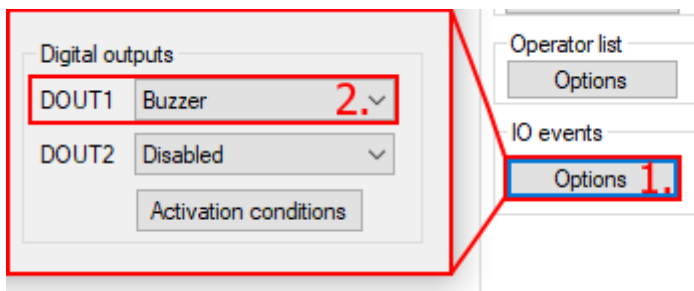 Digital outputs
DOUT1 Buzzer 2.
DOUT2 Disabled
Activation conditions
Operator list
Options
IO events
Options 1.